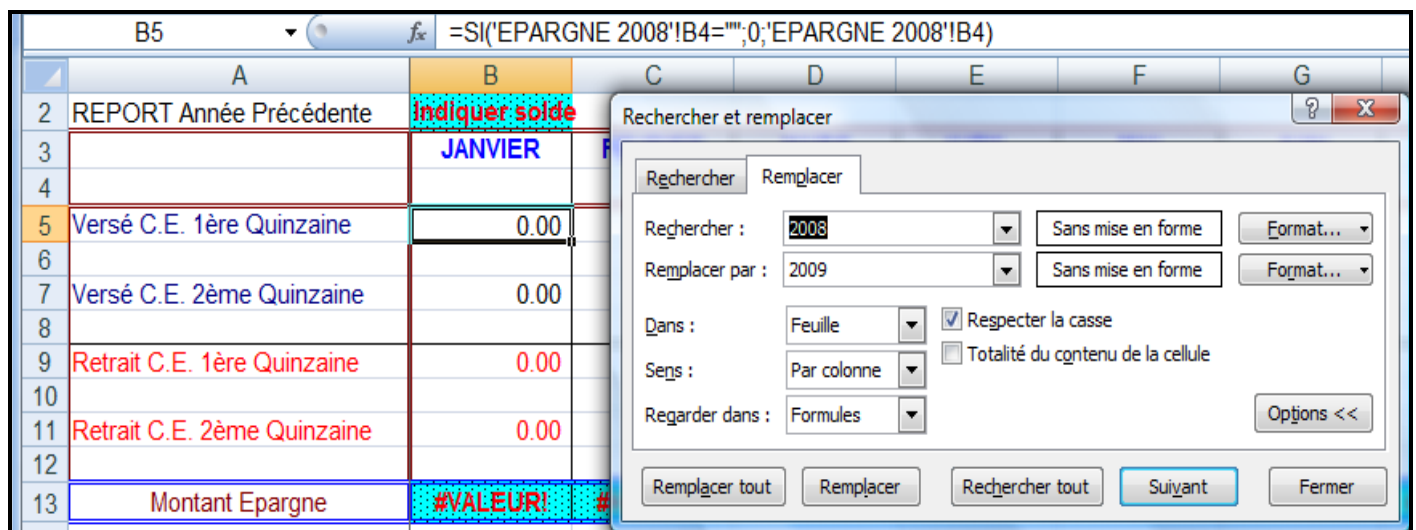 B5 fx =SI('EPARGNE 2008'!B4="";0;'EPARGNE 2008'!B4)
A B C D E F G
2 REPORT Année Précédente Indiquer solde
3 JANVIER F
4
5 Versé C.E. 1ère Quinzaine 0.00
6
7 Versé C.E. 2ème Quinzaine 0.00
8
9 Retrait C.E. 1ère Quinzaine 0.00
10
11 Retrait C.E. 2ème Quinzaine 0.00
12
13 Montant Epargne #VALEUR! #
Rechercher et remplacer ? X
Rechercher Remplacer
Rechercher : 2008 Sans mise en forme Format...
Remplacer par : 2009 Sans mise en forme Format...
Dans : Feuille Respecter la casse
Totalité du contenu de la cellule
Sens : Par colonne
Regarder dans : Formules Options <<
Remplacer tout Remplacer Rechercher tout Suivant Fermer